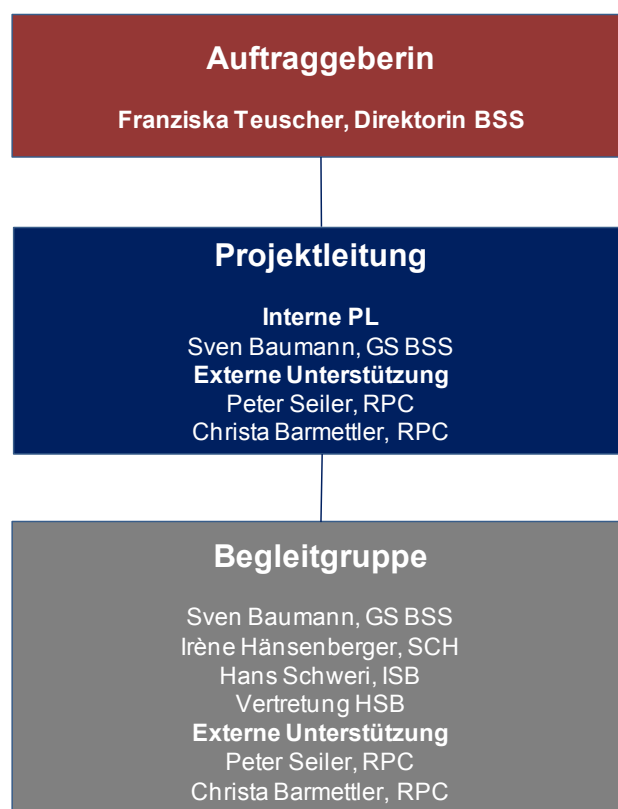 Auftraggeberin
Franziska Teuscher, Direktorin BSS
Projektleitung
Interne PL
Sven Baumann, GS BSS
Externe Unterstützung
Peter Seiler, RPC
Christa Barmettler, RPC
Begleitgruppe
Sven Baumann, GS BSS
Irène Hänsenberger, SCH
Hans Schweri, ISB
Vertretung HSB
Externe Unterstützung
Peter Seiler, RPC
Christa Barmettler, RPC